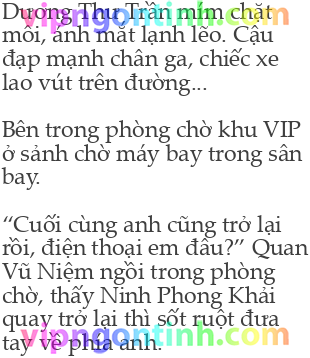 Dương Thư Trần mím chặt
môi, ánh mắt lạnh lẽo. Cậu
đạp mạnh chân ga, chiếc xe
lao vút trên đường...
Bên trong phòng chờ khu VIP
ở sảnh chờ máy bay trong sân
bay.
“Cuối cùng anh cũng trở lại
rồi, điện thoại em đâu?” Quan
Vũ Niệm ngồi trong phòng
chờ, thấy Ninh Phong Khải
quay trở lại thì sốt ruột đưa
tay về phía anh.
vipngontinh.com
vipngontinh.com